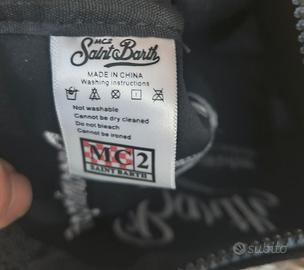 MC2
Saint Barth
MADE IN CHINA
Washing instructions
Not washable
Cannot be dry cleaned
Do not bleach
Cannot be ironed
MC2
SAINT BARTH
subito